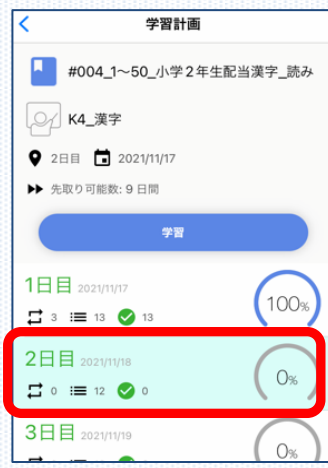 学習計画
#004_1〜50_小学2年生配当漢字_読み
K4_漢字
2日目 2021/11/17
先取り可能数: 9 日間
学習
1日目 2021/11/17
3 13 13
100%
2日目 2021/11/18
0 12 0
0%
3日目 2021/11/19
0%